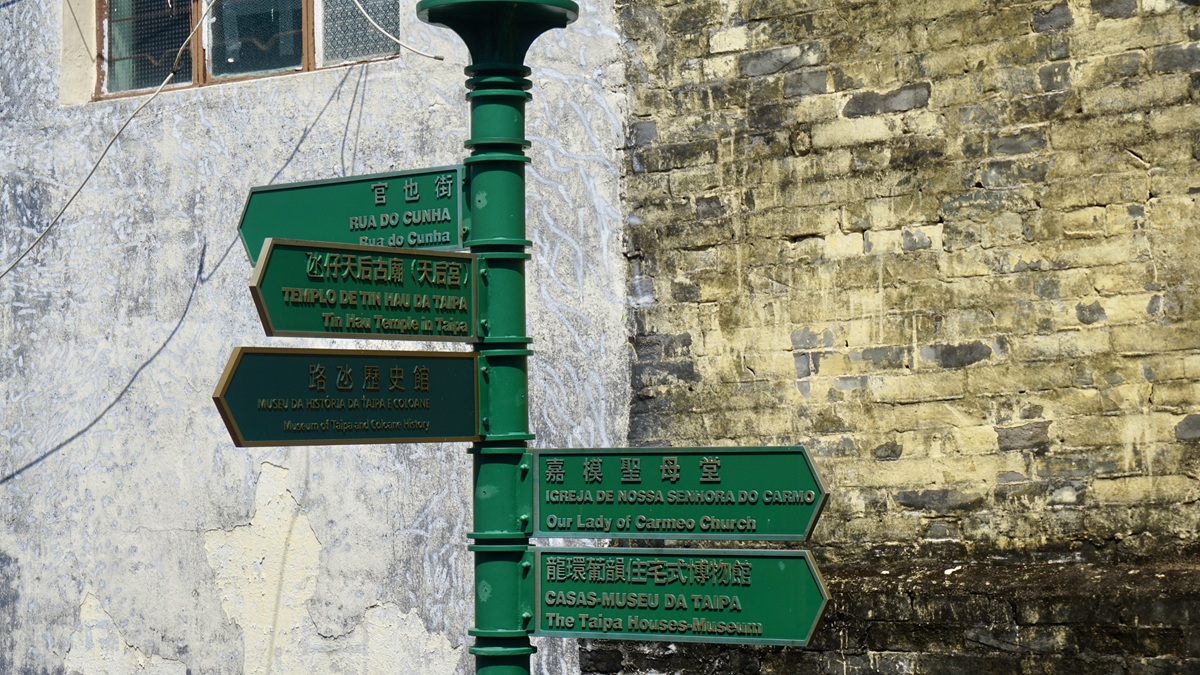 官也街
RUA DO CUNHA
Rua do Cunha
氹仔天后古廟（天后宮）
TEMPLO DE TIN HAU DA TAIPA
Tin Hau Temple in Taipa
路氹歷史館
MUSEU DA HISTÓRIA DA TAIPA E COLOANE
Museum of Taipa and Coloane History
嘉模聖母堂
IGREJA DE NOSSA SENHORA DO CARMO
Our Lady of Carmeo Church
龍環葡韻住宅式博物館
CASAS-MUSEU DA TAIPA
The Taipa Houses-Museum